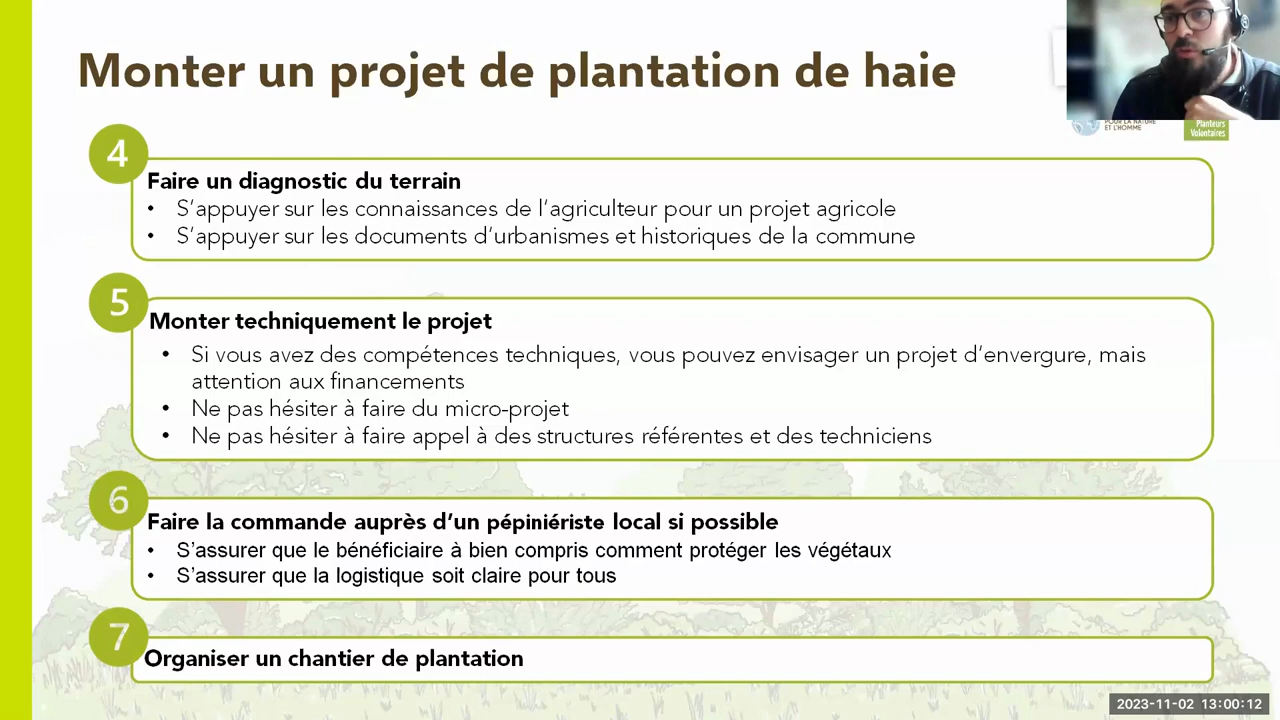 Monter un projet de plantation de haie
POUR LA NATURE
ET L'HOMME
Planteurs
Volontaires
4
Faire un diagnostic du terrain
• S'appuyer sur les connaissances de l'agriculteur pour un projet agricole
• S'appuyer sur les documents d'urbanismes et historiques de la commune
5
Monter techniquement le projet
• Si vous avez des compétences techniques, vous pouvez envisager un projet d'envergure, mais
attention aux financements
• Ne pas hésiter à faire du micro-projet
• Ne pas hésiter à faire appel à des structures référentes et des techniciens
6
Faire la commande auprès d'un pépiniériste local si possible
• S'assurer que le bénéficiaire à bien compris comment protéger les végétaux
• S'assurer que la logistique soit claire pour tous
7
Organiser un chantier de plantation
2023-11-02 13:00:12